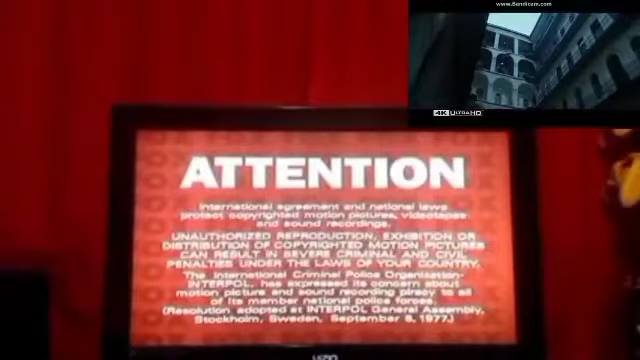 www.Bandicam.com
4K ULTRA HD
ATTENTION
International agreement and national laws
protect copyrighted motion pictures, videotapes
and sound recordings.
UNAUTHORIZED REPRODUCTION, EXHIBITION OR
DISTRIBUTION OF COPYRIGHTED MOTION PICTURES
CAN RESULT IN SEVERE CRIMINAL AND CIVIL
PENALTIES UNDER THE LAWS OF YOUR COUNTRY.
The International Criminal Police Organization-
INTERPOL, has expressed its concern about
motion picture and sound recording piracy to all
of its member national police forces.
(Resolution adopted at INTERPOL General Assembly,
Stockholm, Sweden, September 8, 1977.)
VIZIO